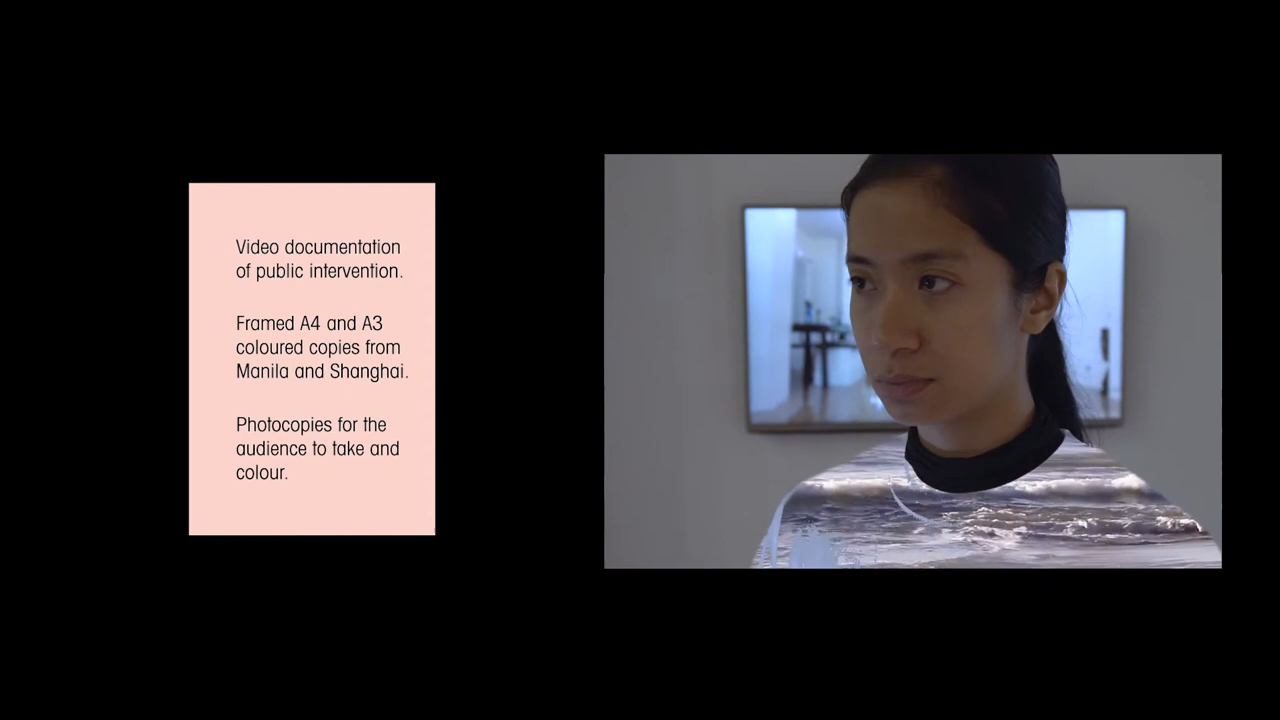 Video documentation
of public intervention.
Framed A4 and A3
coloured copies from
Manila and Shanghai.
Photocopies for the
audience to take and
colour.